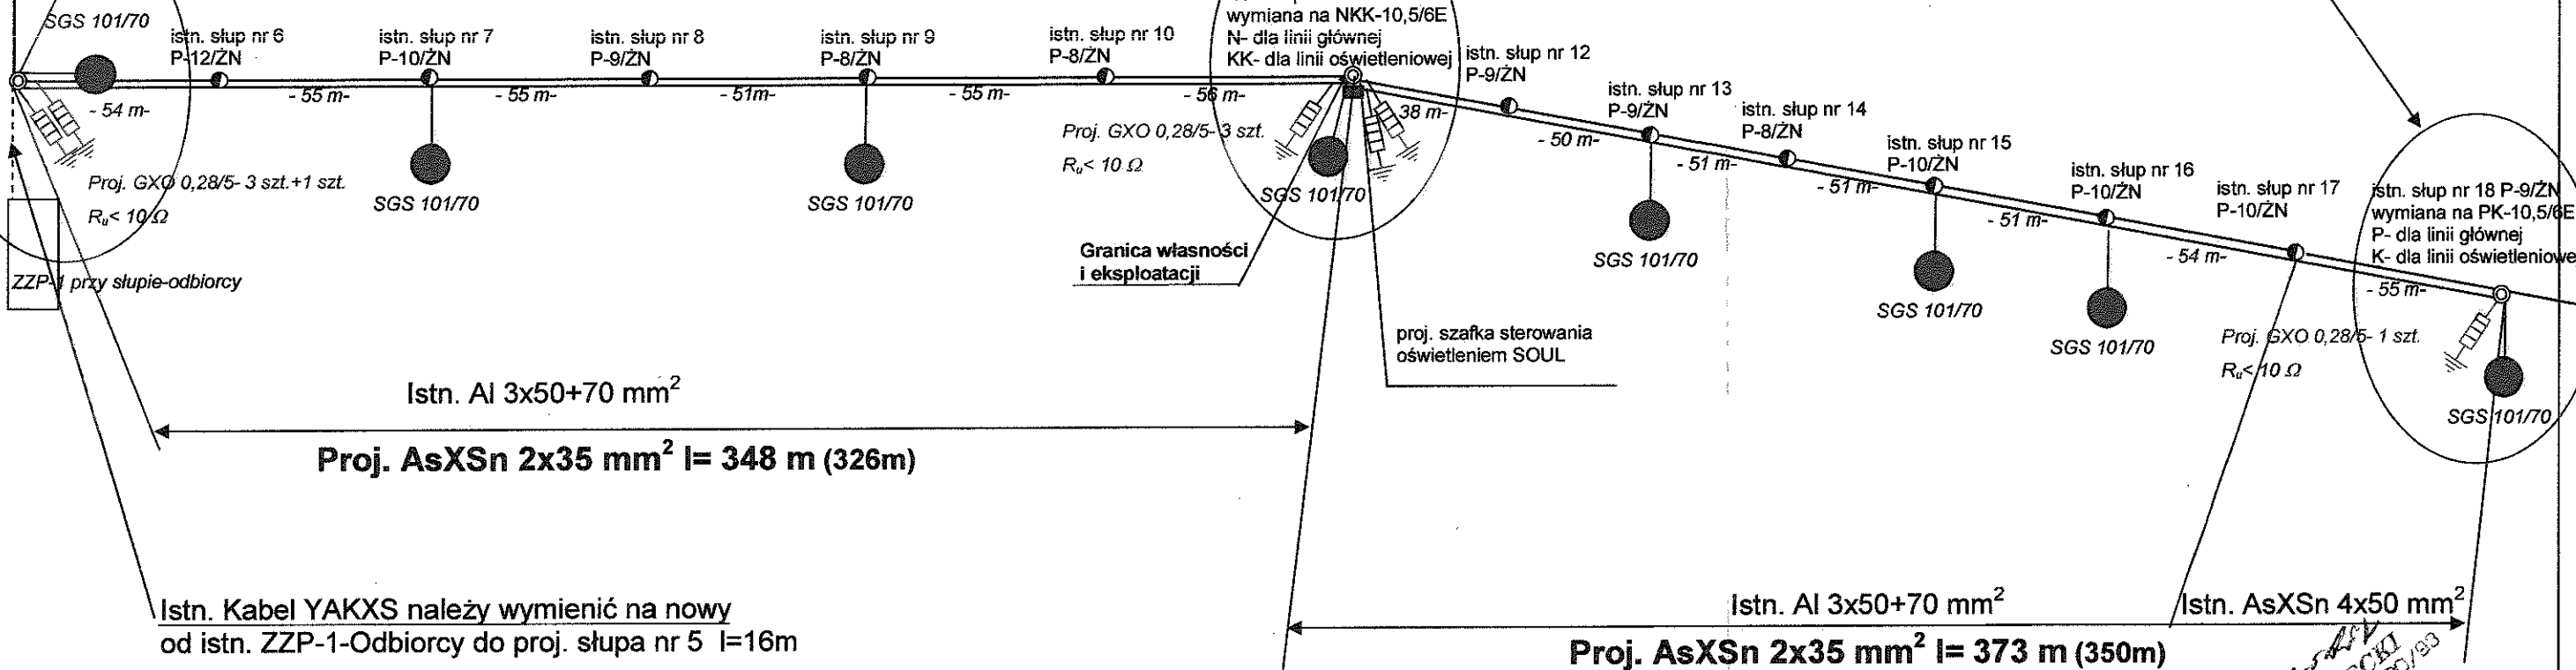 SGS 101/70
istn. słup nr 6
P-12/ŻN
istn. słup nr 7
P-10/ŻN
istn. słup nr 8
P-9/ŻN
istn. słup nr 9
P-8/ŻN
istn. słup nr 10
P-8/ŻN
wymiana na NKK-10,5/6E
N- dla linii głównej
KK- dla linii oświetleniowej
istn. słup nr 12
P-9/ŻN
istn. słup nr 13
P-9/ŻN
istn. słup nr 14
P-8/ŻN
istn. słup nr 15
P-10/ŻN
istn. słup nr 16
P-10/ŻN
istn. słup nr 17
P-10/ŻN
istn. słup nr 18 P-9/ŻN
wymiana na PK-10,5/6E
P- dla linii głównej
K- dla linii oświetleniowe
- 54 m-
- 55 m-
- 55 m-
- 51m-
- 55 m-
- 56 m-
38 m-
- 50 m-
- 51 m-
- 51 m-
- 51 m-
- 54 m-
- 55 m-
Proj. GXO 0,28/5- 3 szt.+1 szt.
Ru< 10 Ω
SGS 101/70
SGS 101/70
Proj. GXO 0,28/5- 3 szt.
Ru< 10 Ω
SGS 101/70
SGS 101/70
SGS 101/70
SGS 101/70
Proj. GXO 0,28/5- 1 szt.
Ru< 10 Ω
SGS 101/70
ZZP-1 przy słupie-odbiorcy
Granica własności
i eksploatacji
proj. szafka sterowania
oświetleniem SOUL
Istn. Al 3x50+70 mm²
Proj. AsXSn 2x35 mm² l= 348 m (326m)
Istn. Kabel YAKXS należy wymienić na nowy
od istn. ZZP-1-Odbiorcy do proj. słupa nr 5 l=16m
Istn. Al 3x50+70 mm²
Istn. AsXSn 4x50 mm²
Proj. AsXSn 2x35 mm² l= 373 m (350m)